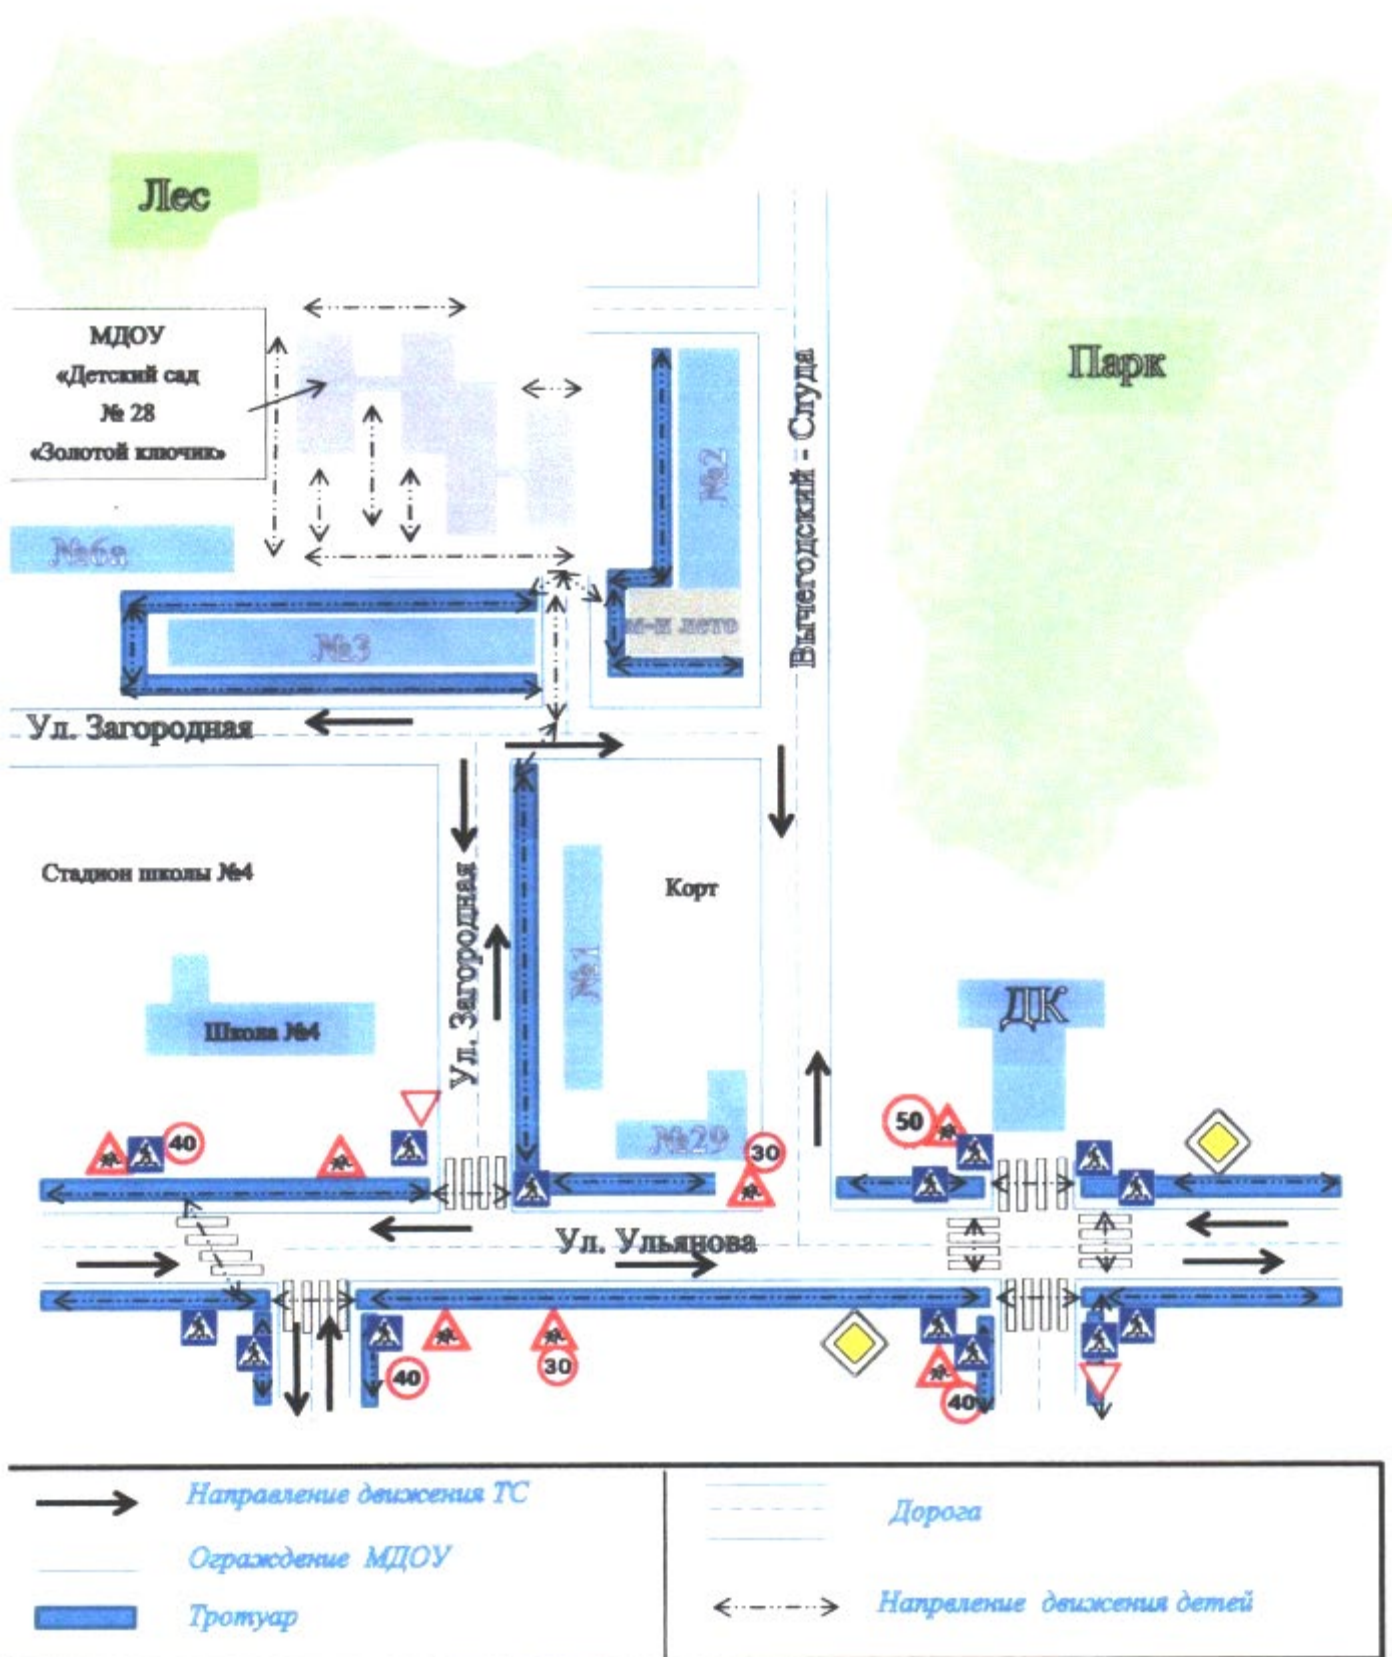 Лес
МДОУ
«Детский сад
№ 28
«Золотой ключик»
Парк
Вычегодский - Слуда
№2
№6а
№3
м-н лето
Ул. Загородная
Стадион школы №4
Ул. Загородная
№1
Корт
Школа №4
ДК
№29
40
30
50
Ул. Ульянова
40
30
40
Направление движения ТС
Ограждение МДОУ
Тротуар
Дорога
Напрвление движения детей